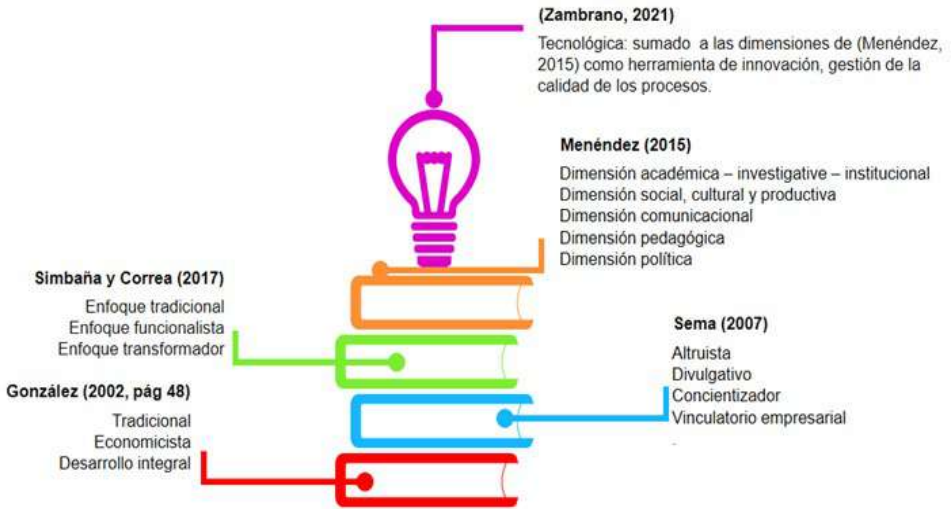 (Zambrano, 2021)
Tecnológica: sumado a las dimensiones de (Menéndez,
2015) como herramienta de innovación, gestión de la
calidad de los procesos.
Menéndez (2015)
Dimensión académica – investigative – institucional
Dimensión social, cultural y productiva
Dimensión comunicacional
Dimensión pedagógica
Dimensión política
Simbaña y Correa (2017)
Enfoque tradicional
Enfoque funcionalista
Enfoque transformador
Sema (2007)
Altruista
Divulgativo
Concientizador
Vinculatorio empresarial
González (2002, pág 48)
Tradicional
Economicista
Desarrollo integral